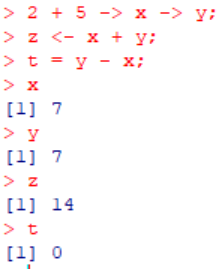 > 2 + 5 -> x -> y;
> z <- x + y;
> t = y - x;
> x
[1] 7
> y
[1] 7
> z
[1] 14
> t
[1] 0